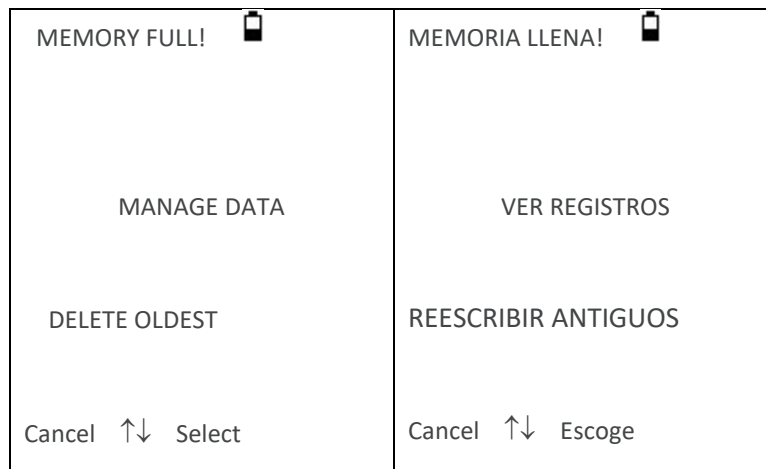 MEMORY FULL!
MANAGE DATA
DELETE OLDEST
Cancel ↑↓ Select
MEMORIA LLENA!
VER REGISTROS
REESCRIBIR ANTIGUOS
Cancel ↑↓ Escoge